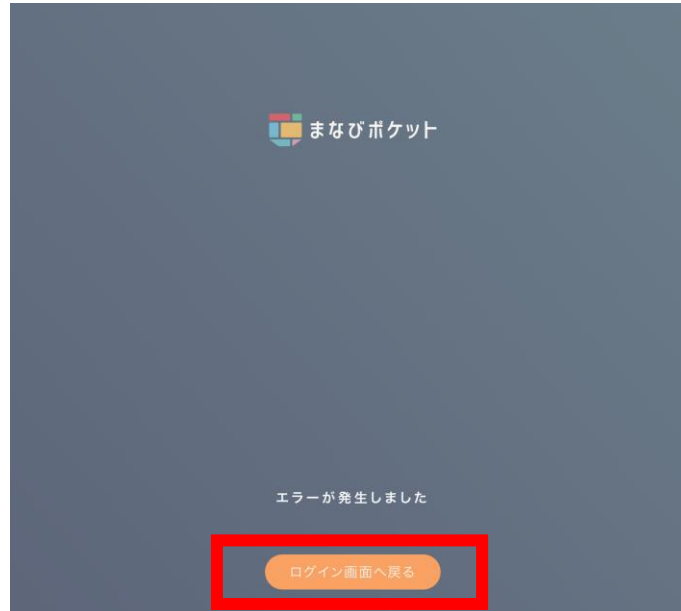 まなびポケット
エラーが発生しました
ログイン画面へ戻る